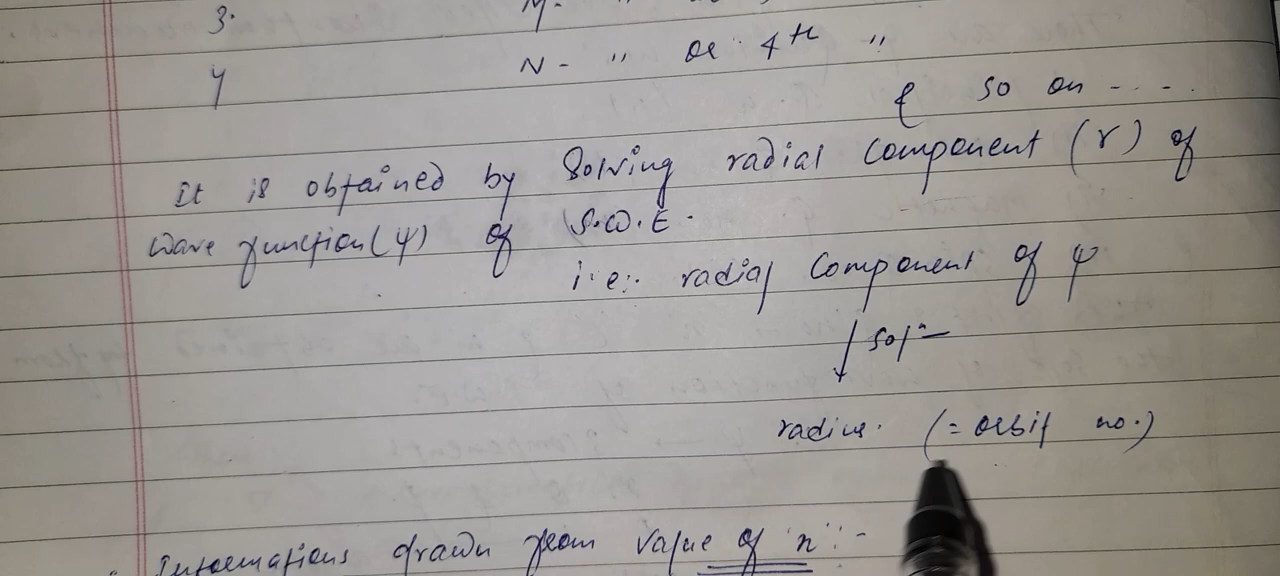 3. M-
4 N - " or 4th "
& so on - - - .
It is obtained by Solving radial component (r) of
wave function (ψ) of S.W.E.
i.e:. radial component of ψ
sol^n
radius. (= orbit no.)
Informations drawn from value of 'n' :-